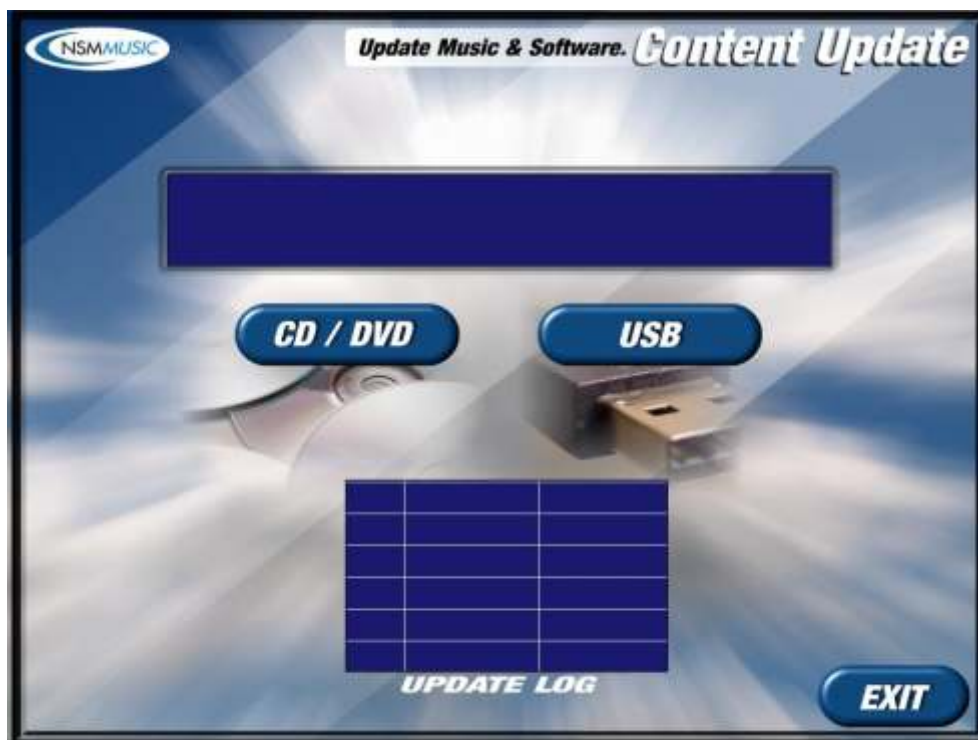 NSMMUSIC
Update Music & Software. Content Update
CD / DVD
USB
UPDATE LOG
EXIT